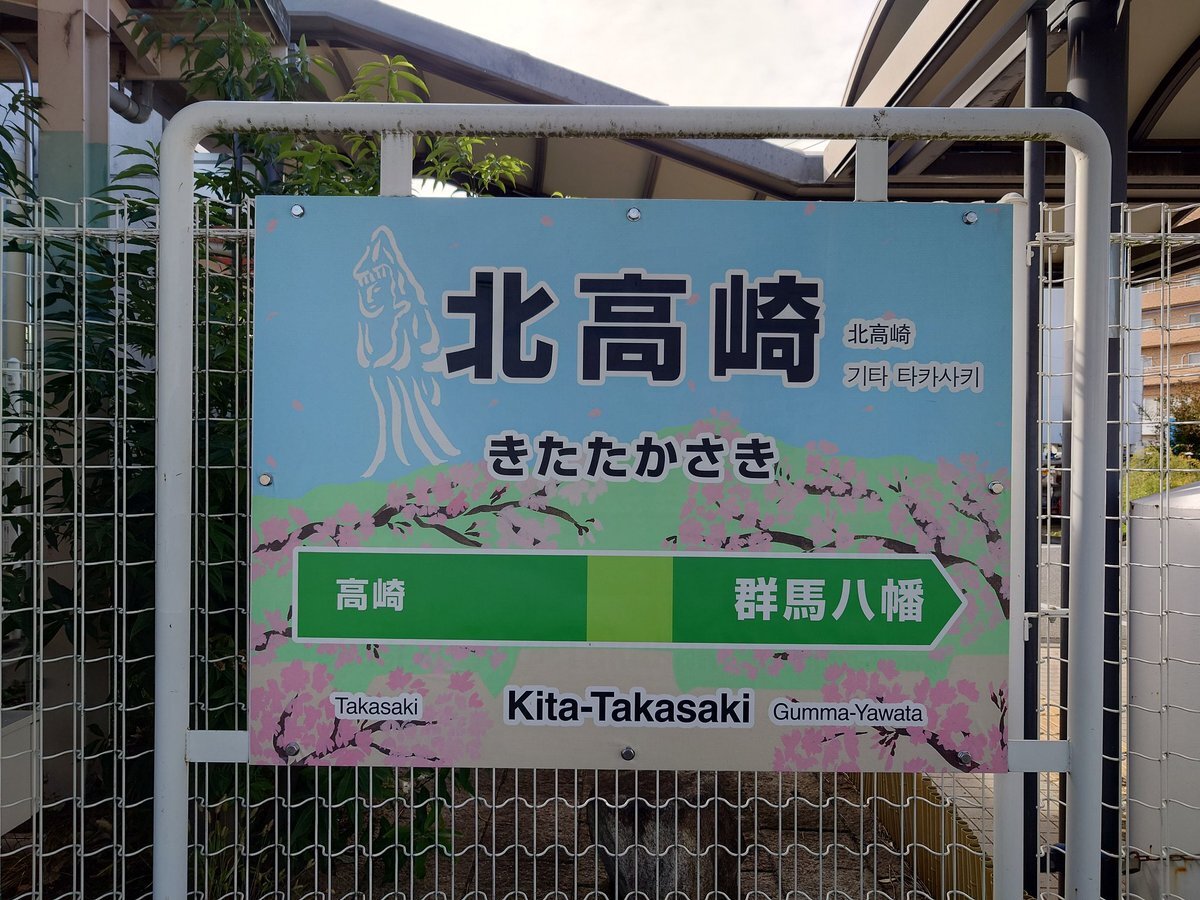 北高崎
北高崎
기타 타카사키
きたたかさき
高崎
群馬八幡
Takasaki
Kita-Takasaki
Gumma-Yawata